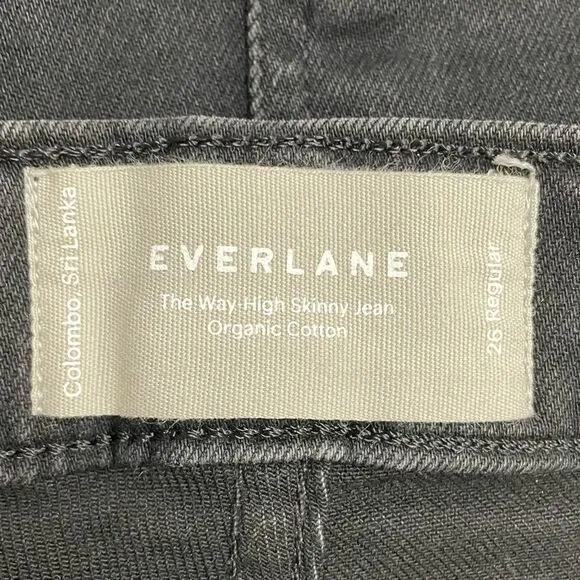 Colombo, Sri Lanka
EVERLANE
The Way-High Skinny Jean
Organic Cotton
26 Regular